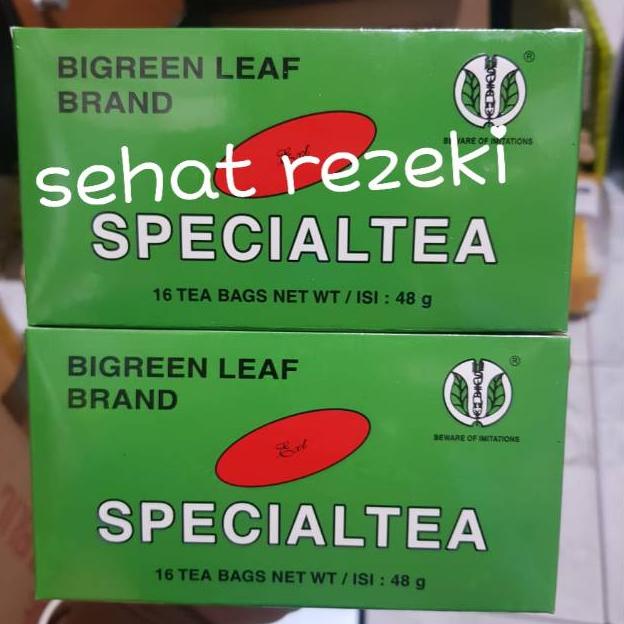 BIGREEN LEAF
BRAND
®
BEWARE OF IMITATIONS
sehat rezeki
SPECIALTEA
16 TEA BAGS NET WT / ISI : 48 g
BIGREEN LEAF
BRAND
®
BEWARE OF IMITATIONS
SPECIALTEA
16 TEA BAGS NET WT / ISI : 48 g